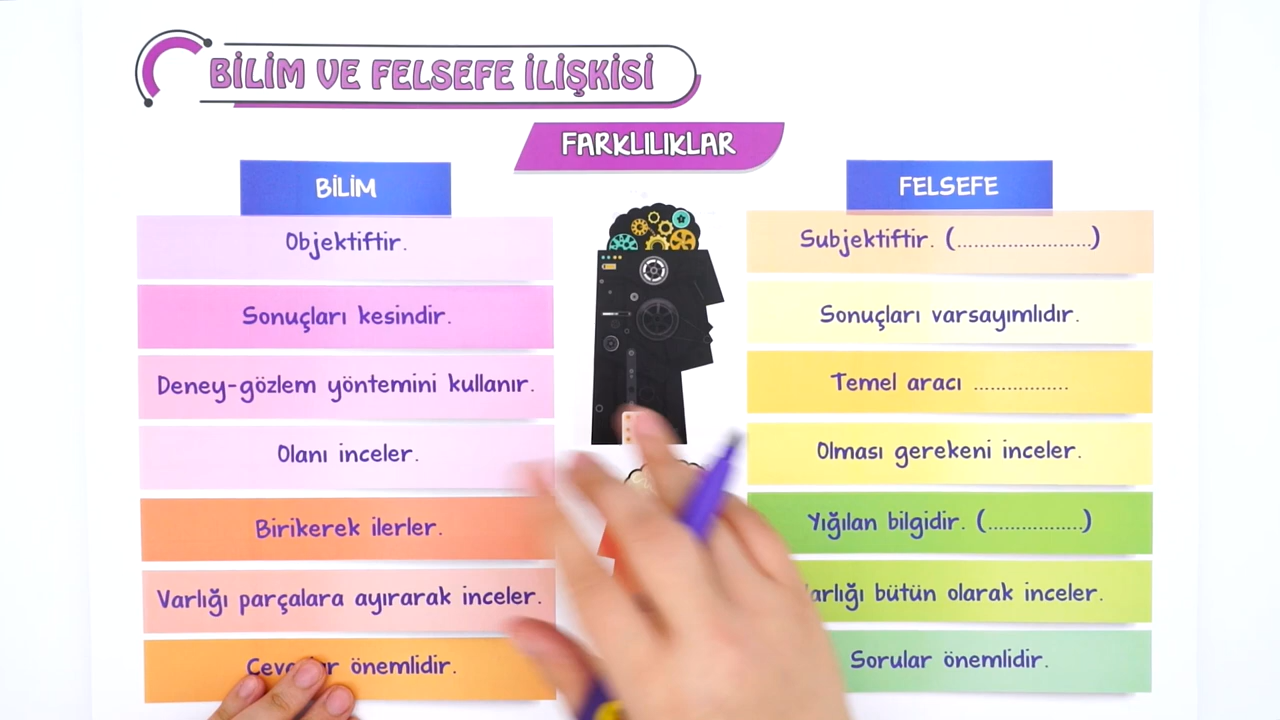 BİLİM VE FELSEFE İLİŞKİSİ
FARKLILIKLAR
BİLİM
Objektiftir.
Sonuçları kesindir.
Deney-gözlem yöntemini kullanır.
Olanı inceler.
Birikerek ilerler.
Varlığı parçalara ayırarak inceler.
önemlidir.
FELSEFE
Subjektiftir. (........................)
Sonuçları varsayımlıdır.
Temel aracı .................
Olması gerekeni inceler.
Yığılan bilgidir. (.................)
bütün olarak inceler.
Sorular önemlidir.